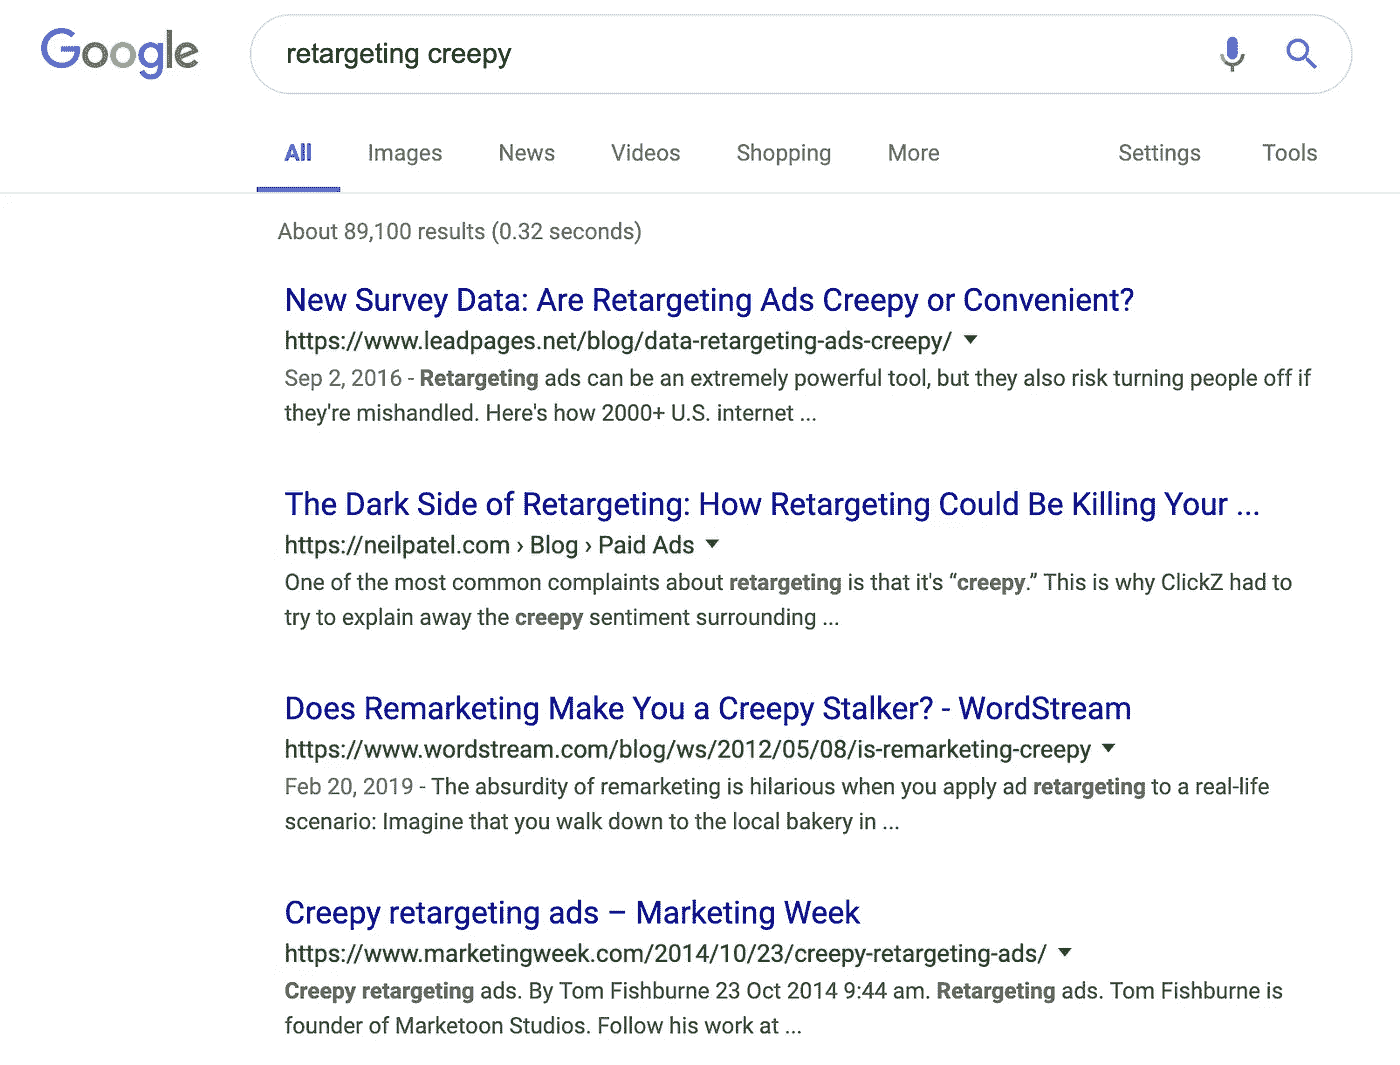 Google
retargeting creepy
All Images News Videos Shopping More Settings Tools
About 89,100 results (0.32 seconds)
New Survey Data: Are Retargeting Ads Creepy or Convenient?
https://www.leadpages.net/blog/data-retargeting-ads-creepy/
Sep 2, 2016 - Retargeting ads can be an extremely powerful tool, but they also risk turning people off if
they're mishandled. Here's how 2000+ U.S. internet ...
The Dark Side of Retargeting: How Retargeting Could Be Killing Your ...
https://neilpatel.com › Blog › Paid Ads
One of the most common complaints about retargeting is that it's “creepy.” This is why ClickZ had to
try to explain away the creepy sentiment surrounding ...
Does Remarketing Make You a Creepy Stalker? - WordStream
https://www.wordstream.com/blog/ws/2012/05/08/is-remarketing-creepy
Feb 20, 2019 - The absurdity of remarketing is hilarious when you apply ad retargeting to a real-life
scenario: Imagine that you walk down to the local bakery in ...
Creepy retargeting ads – Marketing Week
https://www.marketingweek.com/2014/10/23/creepy-retargeting-ads/
Creepy retargeting ads. By Tom Fishburne 23 Oct 2014 9:44 am. Retargeting ads. Tom Fishburne is
founder of Marketoon Studios. Follow his work at ...